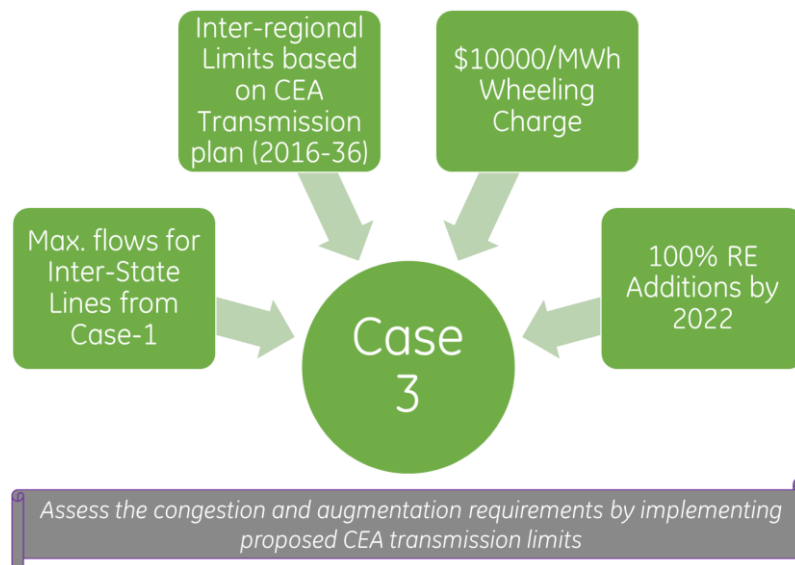 Inter-regional
Limits based
on CEA
Transmission
plan (2016-36)
$10000/MWh
Wheeling
Charge
Max. flows for
Inter-State
Lines from
Case-1
100% RE
Additions by
2022
Case
3
Assess the congestion and augmentation requirements by implementing
proposed CEA transmission limits